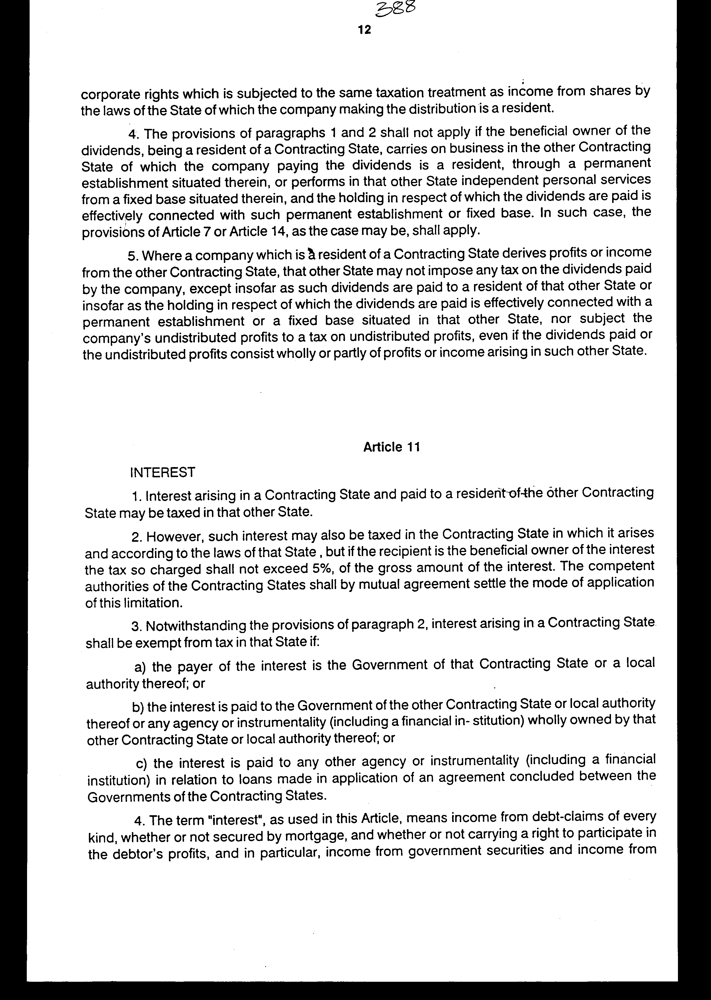 388
12
corporate rights which is subjected to the same taxation treatment as income from shares by
the laws of the State of which the company making the distribution is a resident.
4. The provisions of paragraphs 1 and 2 shall not apply if the beneficial owner of the
dividends, being a resident of a Contracting State, carries on business in the other Contracting
State of which the company paying the dividends is a resident, through a permanent
establishment situated therein, or performs in that other State independent personal services
from a fixed base situated therein, and the holding in respect of which the dividends are paid is
effectively connected with such permanent establishment or fixed base. In such case, the
provisions of Article 7 or Article 14, as the case may be, shall apply.
5. Where a company which is a resident of a Contracting State derives profits or income
from the other Contracting State, that other State may not impose any tax on the dividends paid
by the company, except insofar as such dividends are paid to a resident of that other State or
insofar as the holding in respect of which the dividends are paid is effectively connected with a
permanent establishment or a fixed base situated in that other State, nor subject the
company's undistributed profits to a tax on undistributed profits, even if the dividends paid or
the undistributed profits consist wholly or partly of profits or income arising in such other State.
Article 11
INTEREST
1. Interest arising in a Contracting State and paid to a resident of the other Contracting
State may be taxed in that other State.
2. However, such interest may also be taxed in the Contracting State in which it arises
and according to the laws of that State , but if the recipient is the beneficial owner of the interest
the tax so charged shall not exceed 5%, of the gross amount of the interest. The competent
authorities of the Contracting States shall by mutual agreement settle the mode of application
of this limitation.
3. Notwithstanding the provisions of paragraph 2, interest arising in a Contracting State
shall be exempt from tax in that State if:
a) the payer of the interest is the Government of that Contracting State or a local
authority thereof; or
b) the interest is paid to the Government of the other Contracting State or local authority
thereof or any agency or instrumentality (including a financial in- stitution) wholly owned by that
other Contracting State or local authority thereof; or
c) the interest is paid to any other agency or instrumentality (including a financial
institution) in relation to loans made in application of an agreement concluded between the
Governments of the Contracting States.
4. The term "interest", as used in this Article, means income from debt-claims of every
kind, whether or not secured by mortgage, and whether or not carrying a right to participate in
the debtor's profits, and in particular, income from government securities and income from